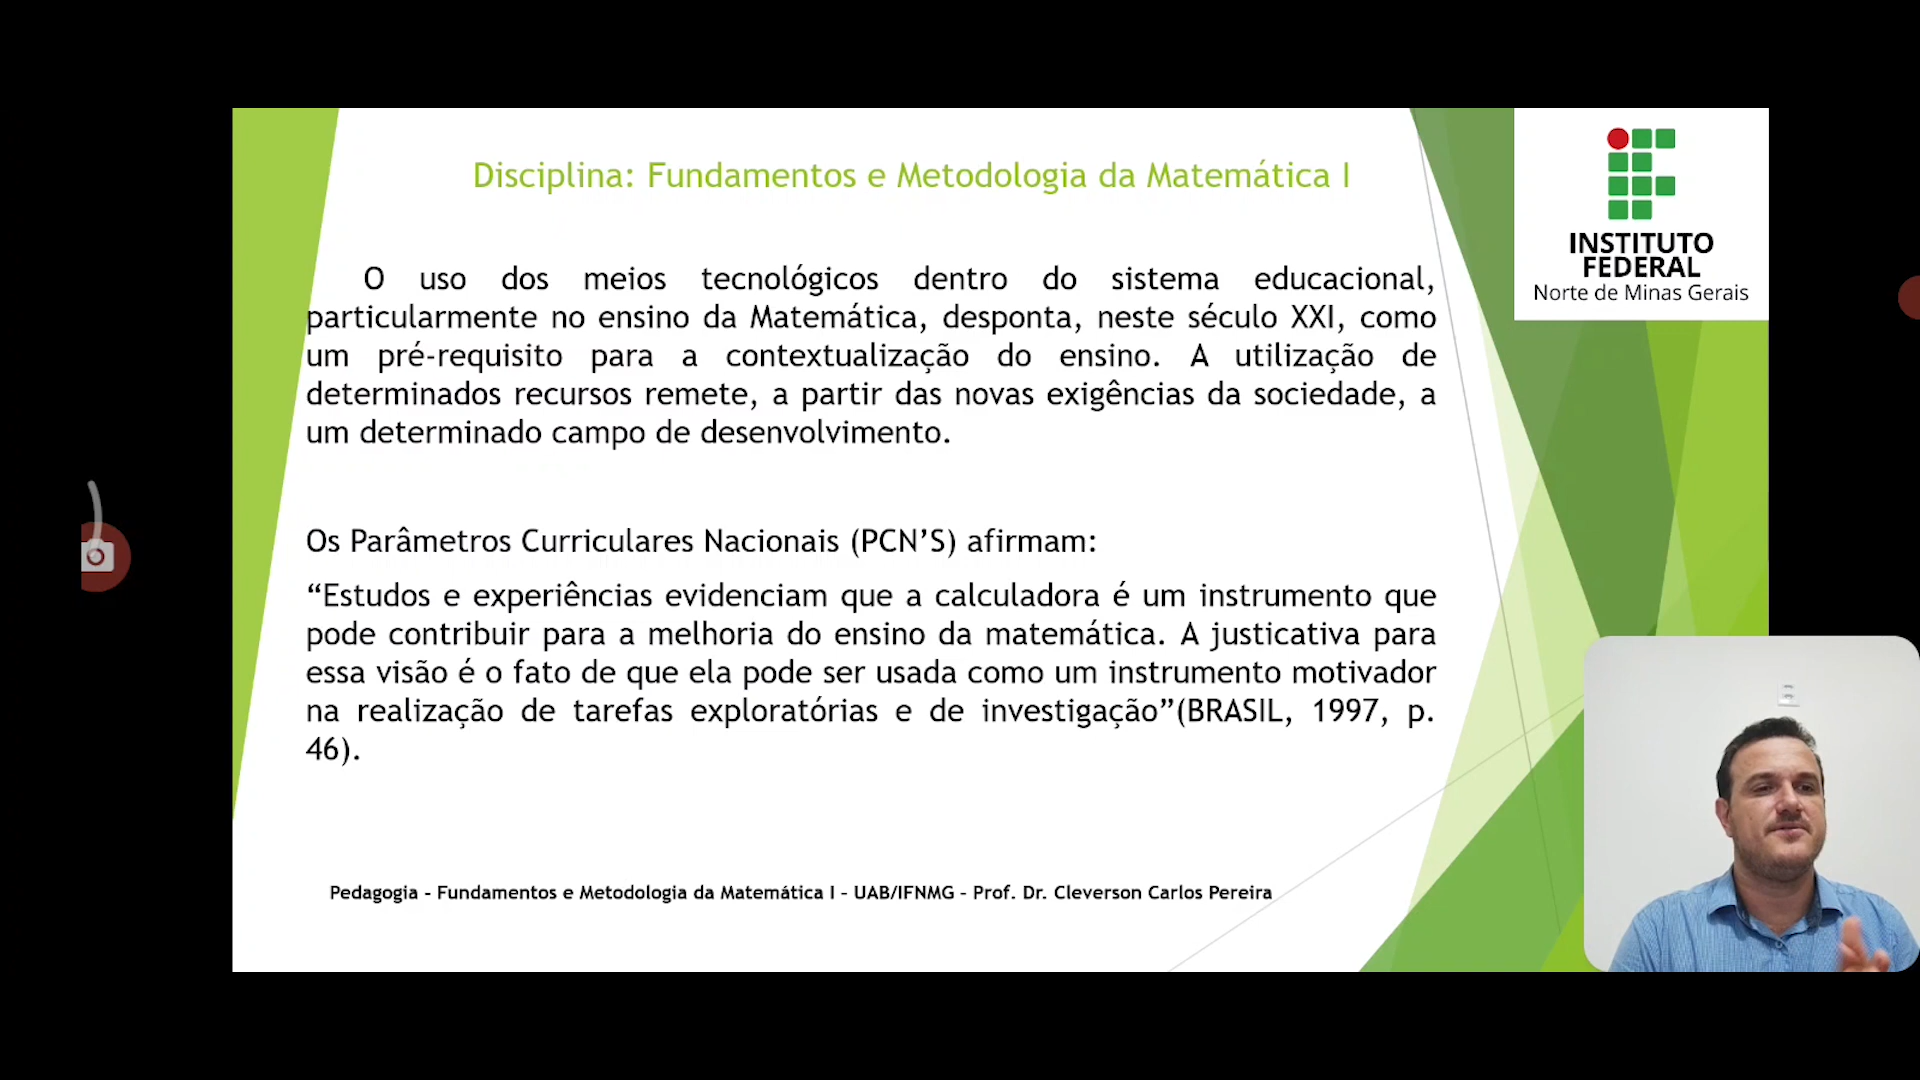 Disciplina: Fundamentos e Metodologia da Matemática I
INSTITUTO
FEDERAL
Norte de Minas Gerais
O uso dos meios tecnológicos dentro do sistema educacional,
particularmente no ensino da Matemática, desponta, neste século XXI, como
um pré-requisito para a contextualização do ensino. A utilização de
determinados recursos remete, a partir das novas exigências da sociedade, a
um determinado campo de desenvolvimento.
Os Parâmetros Curriculares Nacionais (PCN’S) afirmam:
“Estudos e experiências evidenciam que a calculadora é um instrumento que
pode contribuir para a melhoria do ensino da matemática. A justicativa para
essa visão é o fato de que ela pode ser usada como um instrumento motivador
na realização de tarefas exploratórias e de investigação”(BRASIL, 1997, p.
46).
Pedagogia – Fundamentos e Metodologia da Matemática I – UAB/IFNMG – Prof. Dr. Cleverson Carlos Pereira